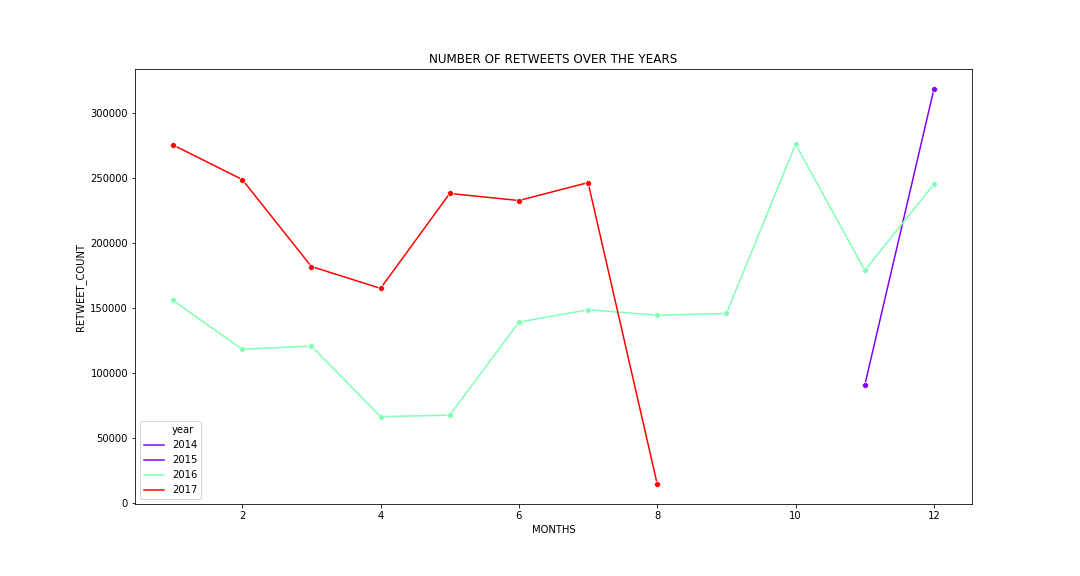 NUMBER OF RETWEETS OVER THE YEARS
300000
250000
200000
150000
100000
50000
0
RETWEET_COUNT
year
2014
2015
2016
2017
2 4 6 8 10 12
MONTHS